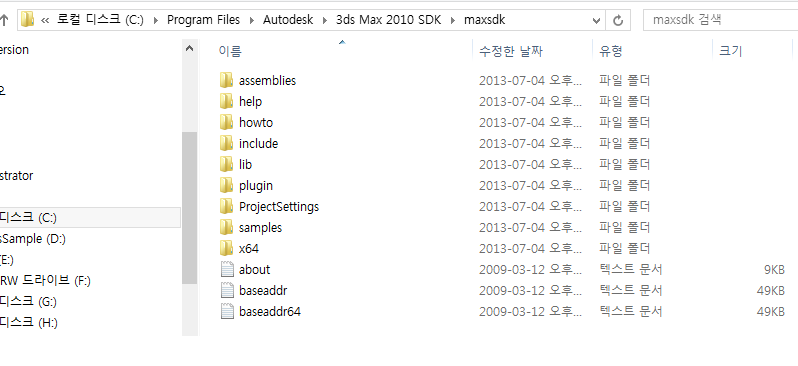 « 로컬 디스크 (C:) › Program Files › Autodesk › 3ds Max 2010 SDK › maxsdk
maxsdk 검색
ersion
오
strator
디스크 (C:)
sSample (D:)
(E:)
RW 드라이브 (F:)
디스크 (G:)
디스크 (H:)
이름 수정한 날짜 유형 크기
assemblies 2013-07-04 오후... 파일 폴더
help 2013-07-04 오후... 파일 폴더
howto 2013-07-04 오후... 파일 폴더
include 2013-07-04 오후... 파일 폴더
lib 2013-07-04 오후... 파일 폴더
plugin 2013-07-04 오후... 파일 폴더
ProjectSettings 2013-07-04 오후... 파일 폴더
samples 2013-07-04 오후... 파일 폴더
x64 2013-07-04 오후... 파일 폴더
about 2009-03-12 오후... 텍스트 문서 9KB
baseaddr 2009-03-12 오후... 텍스트 문서 49KB
baseaddr64 2009-03-12 오후... 텍스트 문서 49KB